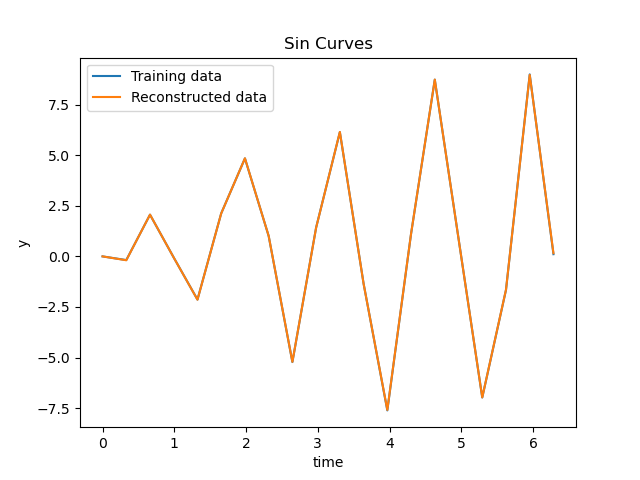 Sin Curves
Training data
Reconstructed data
y
7.5
5.0
2.5
0.0
−2.5
−5.0
−7.5
0 1 2 3 4 5 6
time